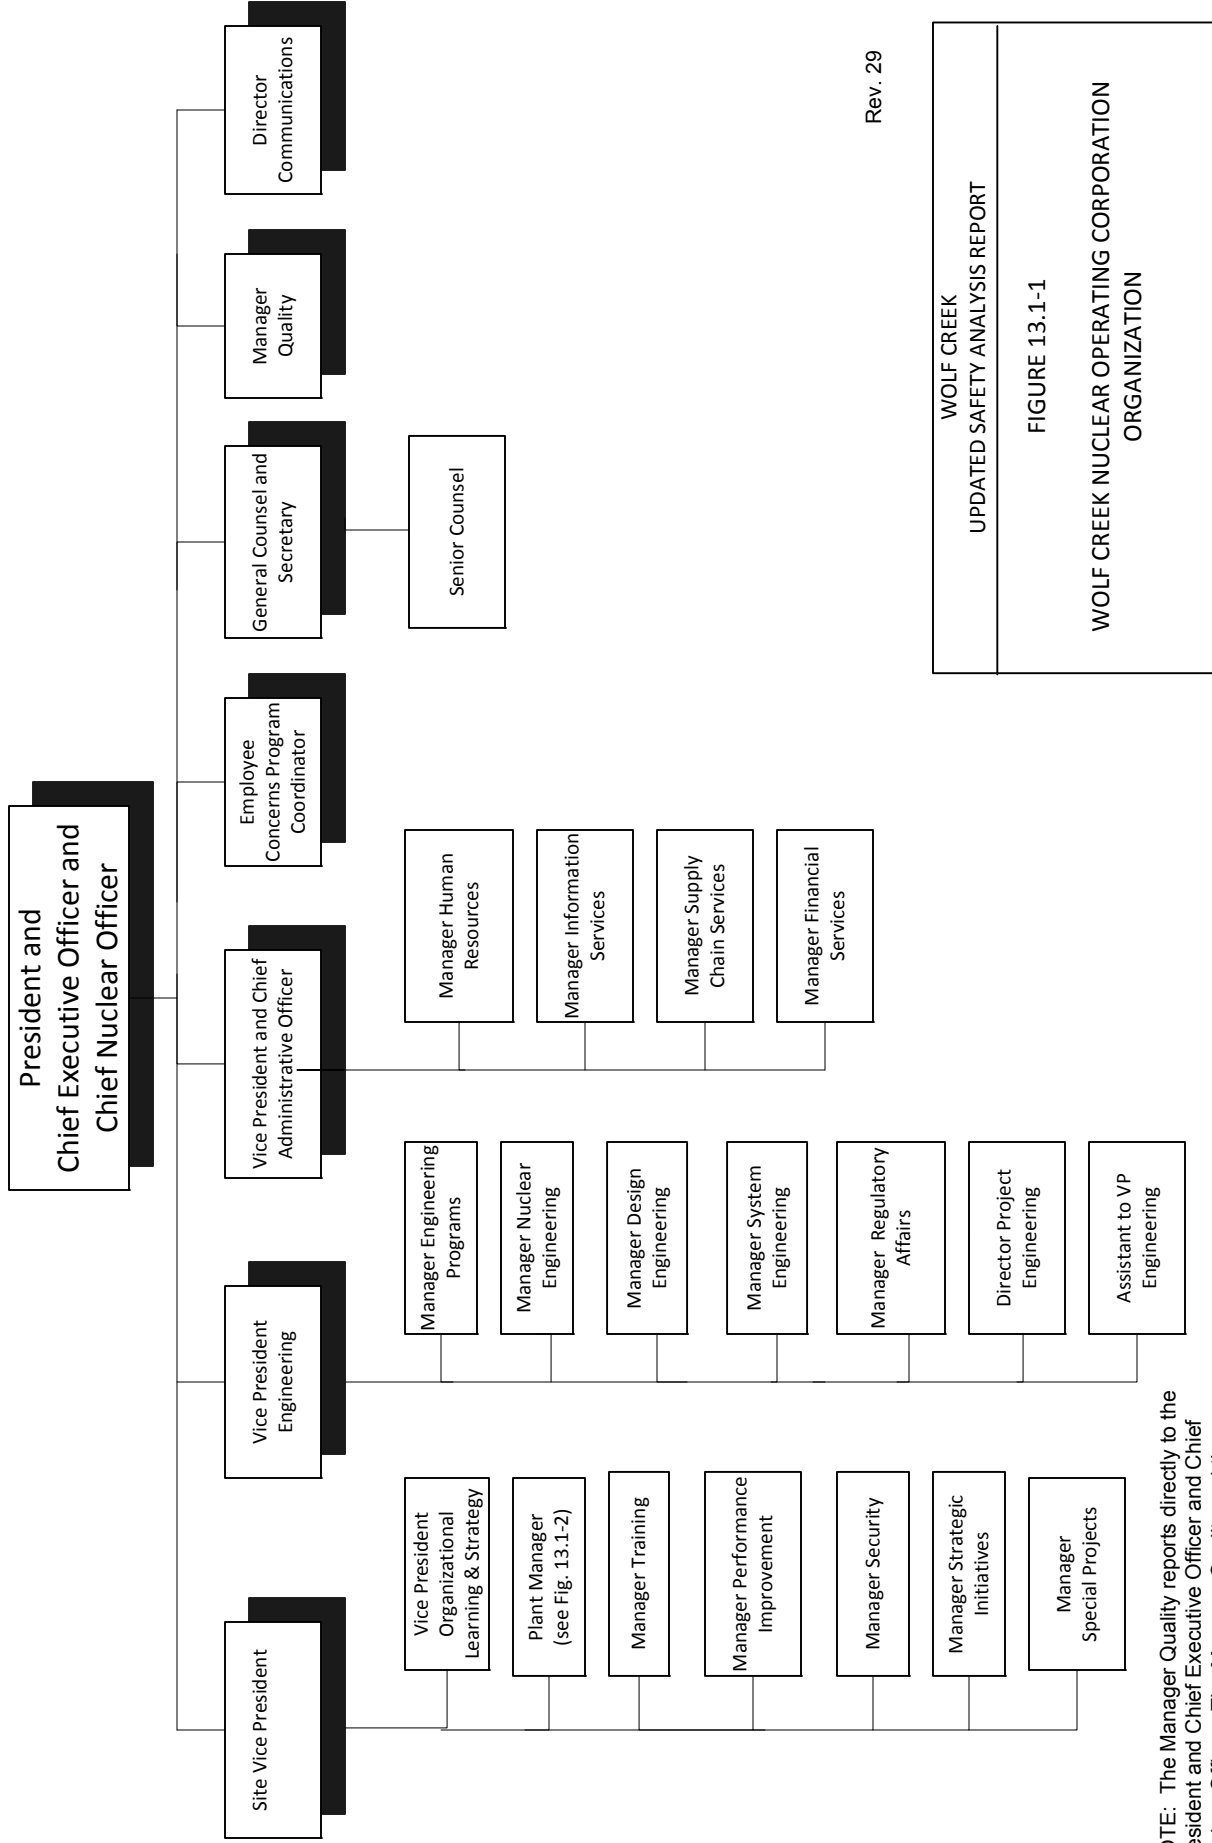 President and
Chief Executive Officer and
Chief Nuclear Officer
Site Vice President
Vice President
Engineering
Vice President and Chief
Administrative Officer
Employee
Concerns Program
Coordinator
General Counsel and
Secretary
Manager
Quality
Director
Communications
Vice President
Organizational
Learning & Strategy
Plant Manager
(see Fig. 13.1-2)
Manager Training
Manager Performance
Improvement
Manager Security
Manager Strategic
Initiatives
Manager
Special Projects
Manager Engineering
Programs
Manager Nuclear
Engineering
Manager Design
Engineering
Manager System
Engineering
Manager  Regulatory
Affairs
Director Project
Engineering
Assistant to VP
Engineering
Manager Human
Resources
Manager Information
Services
Manager Supply
Chain Services
Manager Financial
Services
Senior Counsel
Rev. 29
WOLF CREEK
UPDATED SAFETY ANALYSIS REPORT
FIGURE 13.1-1
WOLF CREEK NUCLEAR OPERATING CORPORATION
ORGANIZATION
The Manager Quality reports directly to the
and Chief Executive Officer and Chief